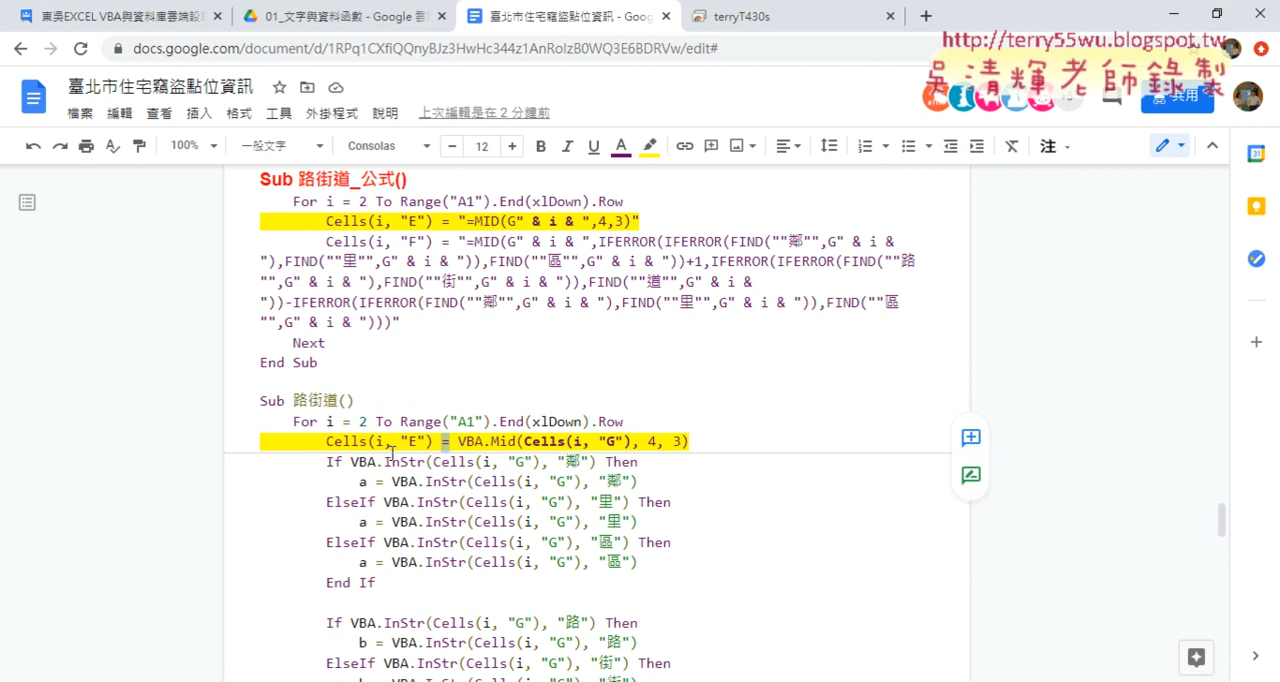 東吳EXCEL VBA與資料庫雲端設
01_文字與資料函數 - Google 雲
臺北市住宅竊盜點位資訊 - Goog
terryT430s
docs.google.com/document/d/1RPq1CXfiQQnyBJz3HwHc344z1AnRolzB0WQ3E6BDRVw/edit#
http://terry55wu.blogspot.tw
吳清輝老師錄製
臺北市住宅竊盜點位資訊
共用
檔案 編輯 查看 插入 格式 工具 外掛程式 說明 上次編輯是在 2 分鐘前
100% 一般文字 Consolas 12 B I U A 注
Sub 路街道_公式()
For i = 2 To Range("A1").End(xlDown).Row
Cells(i, "E") = "=MID(G" & i & ",4,3)"
Cells(i, "F") = "=MID(G" & i & ",IFERROR(IFERROR(FIND(""鄰"",G" & i &
"),FIND(""里"",G" & i & ")),FIND(""區"",G" & i & "))+1,IFERROR(IFERROR(FIND(""路
"",G" & i & "),FIND(""街"",G" & i & ")),FIND(""道"",G" & i &
"))-IFERROR(IFERROR(FIND(""鄰"",G" & i & "),FIND(""里"",G" & i & ")),FIND(""區
"",G" & i & ")))"
Next
End Sub
Sub 路街道()
For i = 2 To Range("A1").End(xlDown).Row
Cells(i, "E") = VBA.Mid(Cells(i, "G"), 4, 3)
If VBA.InStr(Cells(i, "G"), "鄰") Then
a = VBA.InStr(Cells(i, "G"), "鄰")
ElseIf VBA.InStr(Cells(i, "G"), "里") Then
a = VBA.InStr(Cells(i, "G"), "里")
ElseIf VBA.InStr(Cells(i, "G"), "區") Then
a = VBA.InStr(Cells(i, "G"), "區")
End If
If VBA.InStr(Cells(i, "G"), "路") Then
b = VBA.InStr(Cells(i, "G"), "路")
ElseIf VBA.InStr(Cells(i, "G"), "街") Then